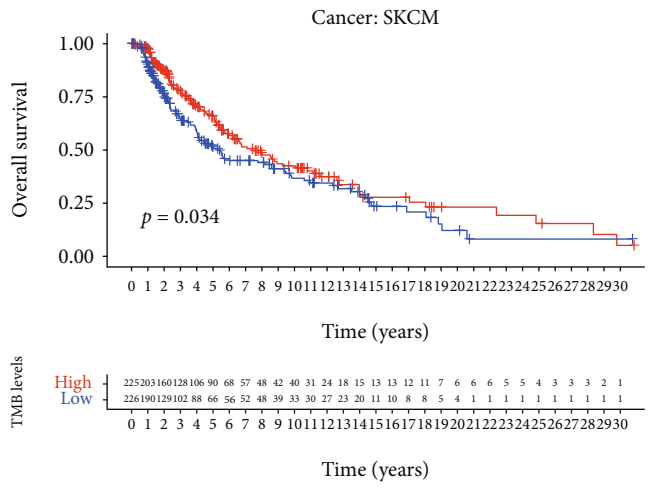 Cancer: SKCM
Overall survival
1.00
0.75
0.50
0.25
0.00
p = 0.034
0 1 2 3 4 5 6 7 8 9 10 11 12 13 14 15 16 17 18 19 20 21 22 23 24 25 26 27 28 29 30
Time (years)
TMB levels
High 225 203 160 128 106 90 68 57 48 42 40 31 24 18 15 13 13 12 11 7 6 6 6 5 5 4 3 3 3 2 1
Low 226 190 129 102 88 66 56 52 48 39 33 30 27 23 20 11 10 8 8 5 4 1 1 1 1 1 1 1 1 1 1
0 1 2 3 4 5 6 7 8 9 10 11 12 13 14 15 16 17 18 19 20 21 22 23 24 25 26 27 28 29 30
Time (years)